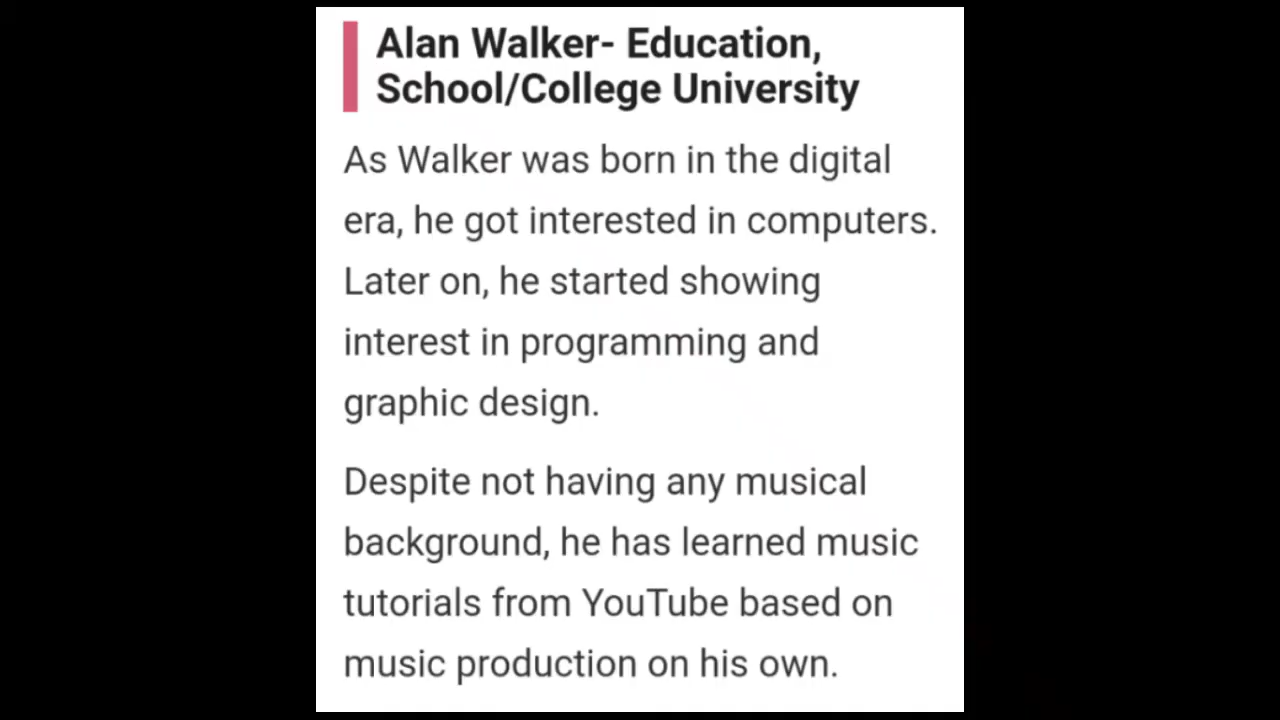 Alan Walker- Education,
School/College University
As Walker was born in the digital
era, he got interested in computers.
Later on, he started showing
interest in programming and
graphic design.
Despite not having any musical
background, he has learned music
tutorials from YouTube based on
music production on his own.